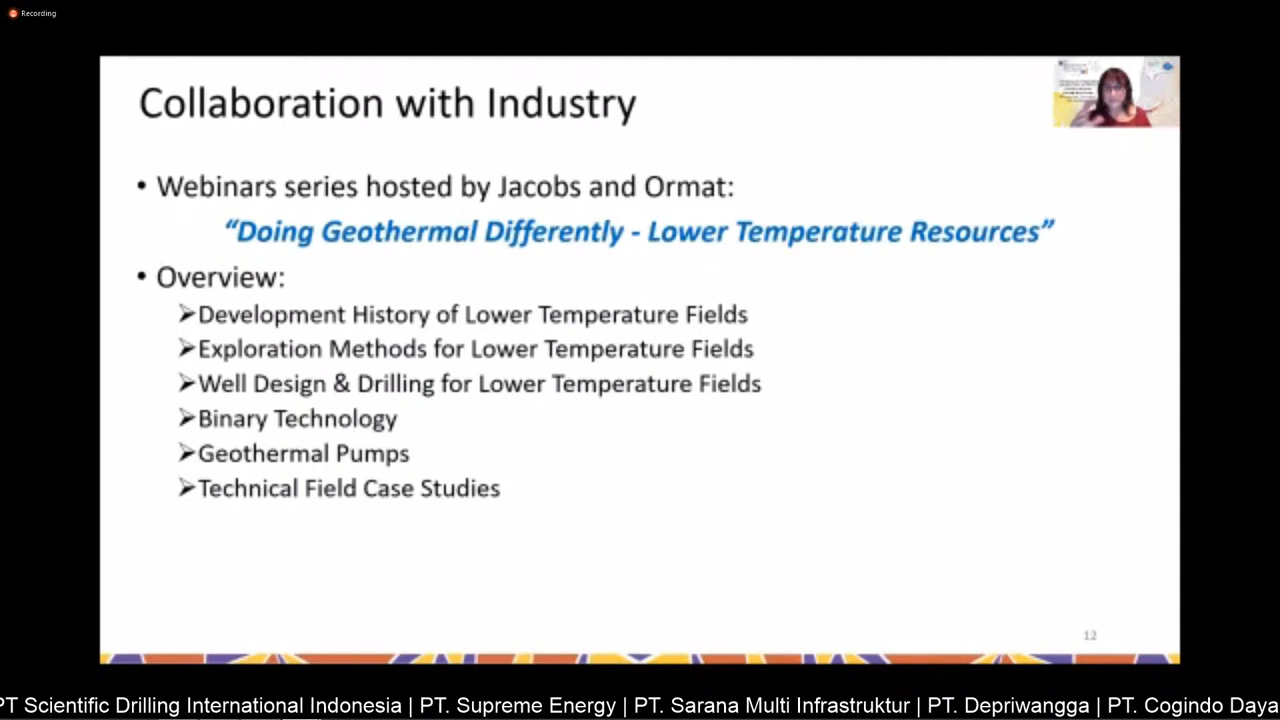 Recording
Collaboration with Industry
• Webinars series hosted by Jacobs and Ormat:
“Doing Geothermal Differently - Lower Temperature Resources”
• Overview:
➢Development History of Lower Temperature Fields
➢Exploration Methods for Lower Temperature Fields
➢Well Design & Drilling for Lower Temperature Fields
➢Binary Technology
➢Geothermal Pumps
➢Technical Field Case Studies
12
PT Scientific Drilling International Indonesia | PT. Supreme Energy | PT. Sarana Multi Infrastruktur | PT. Depriwangga | PT. Cogindo Daya